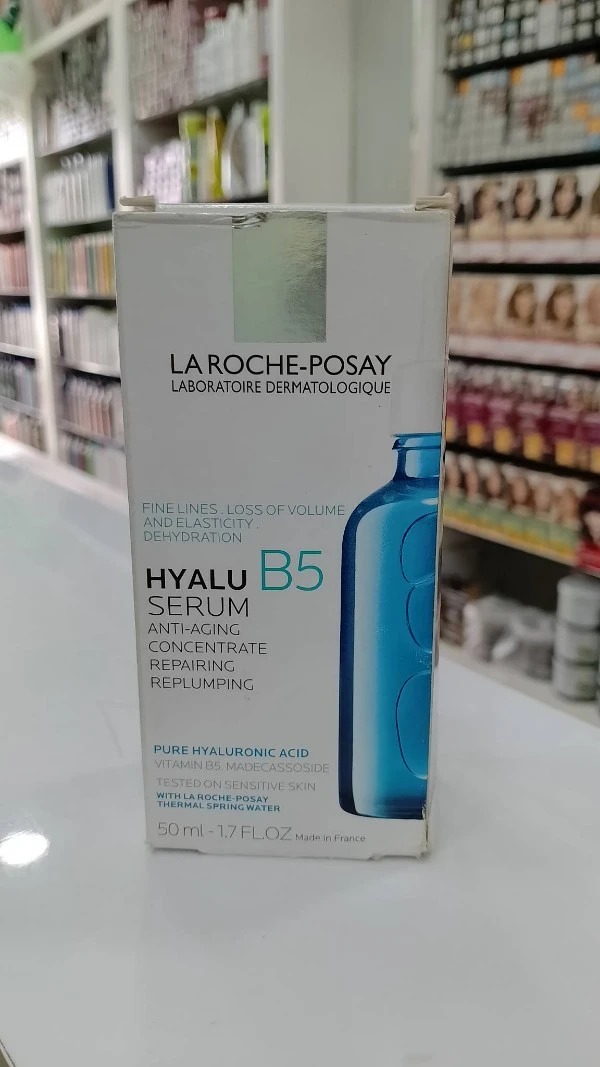 LA ROCHE-POSAY
LABORATOIRE DERMATOLOGIQUE
FINE LINES . LOSS OF VOLUME
AND ELASTICITY .
DEHYDRATION
HYALU B5
SERUM
ANTI-AGING
CONCENTRATE
REPAIRING
REPLUMPING
PURE HYALURONIC ACID
VITAMIN B5. MADECASSOSIDE
TESTED ON SENSITIVE SKIN
WITH LA ROCHE-POSAY
THERMAL SPRING WATER
50 ml - 1.7 FL.OZ Made in France